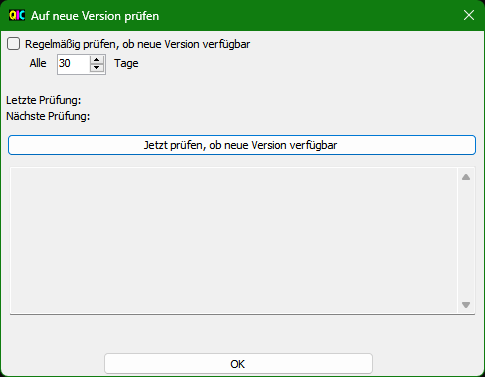 QIC Auf neue Version prüfen
Regelmäßig prüfen, ob neue Version verfügbar
Alle 30 Tage
Letzte Prüfung:
Nächste Prüfung:
Jetzt prüfen, ob neue Version verfügbar
OK